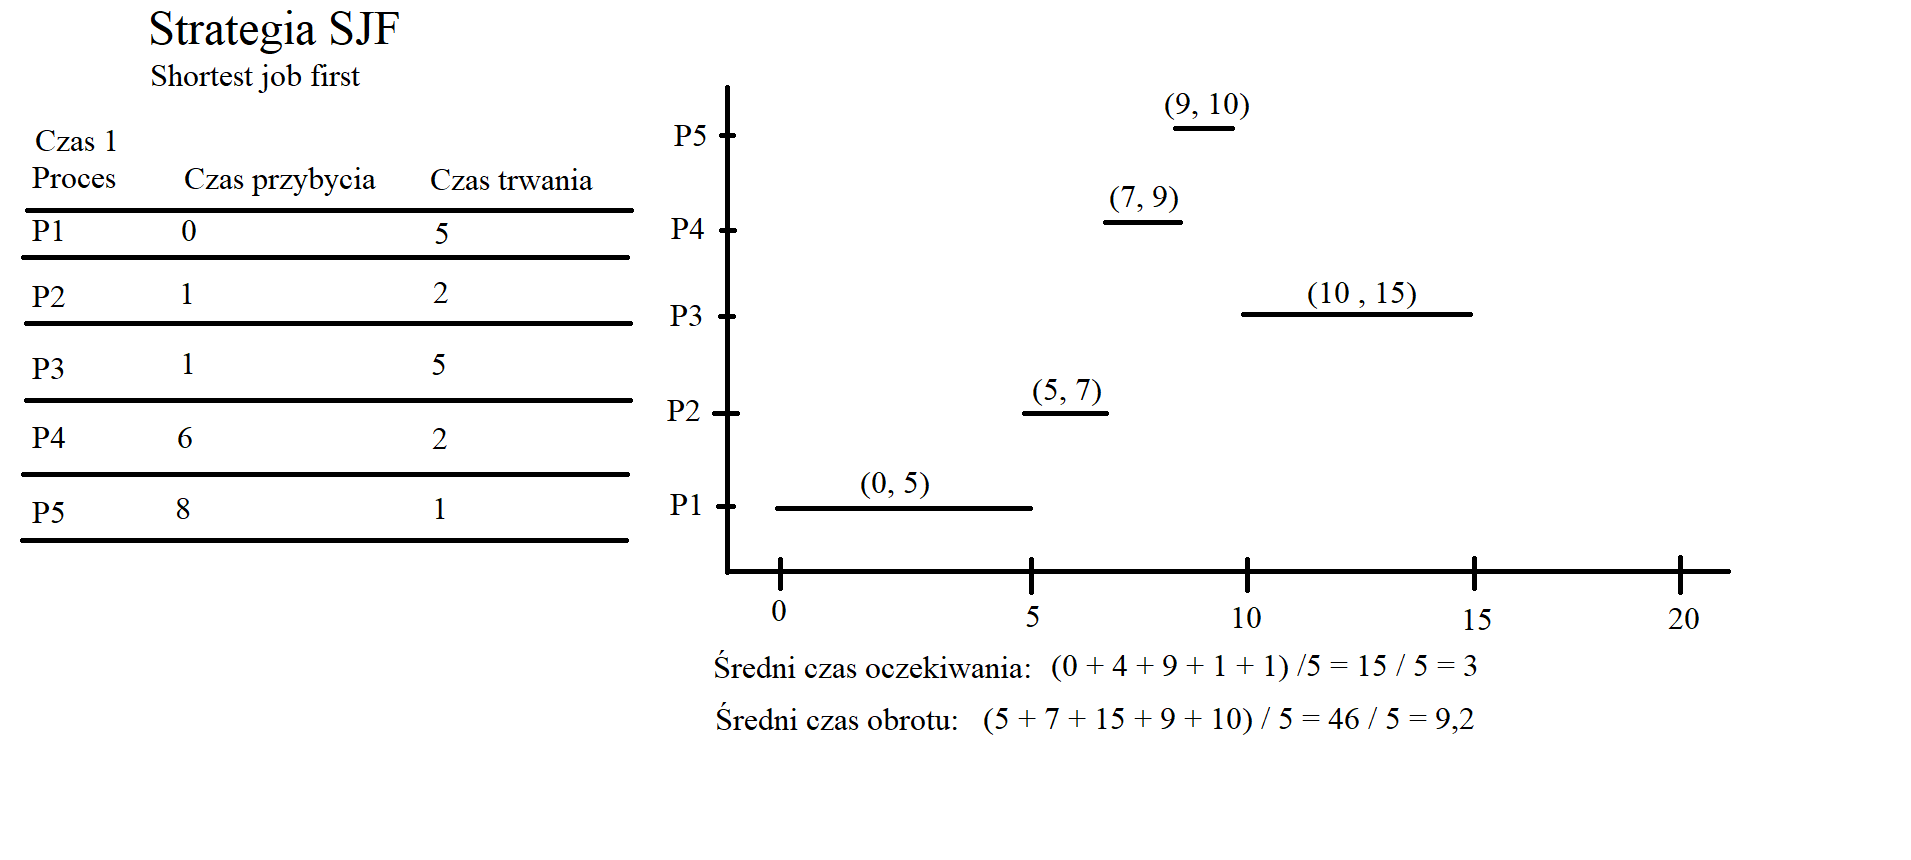 Strategia SJF
Shortest job first
Czas 1
Proces Czas przybycia Czas trwania
P1 0 5
P2 1 2
P3 1 5
P4 6 2
P5 8 1
(9, 10)
P5
(7, 9)
P4
(10 , 15)
P3
(5, 7)
P2
(0, 5)
P1
0 5 10 15 20
Średni czas oczekiwania: (0 + 4 + 9 + 1 + 1) /5 = 15 / 5 = 3
Średni czas obrotu: (5 + 7 + 15 + 9 + 10) / 5 = 46 / 5 = 9,2